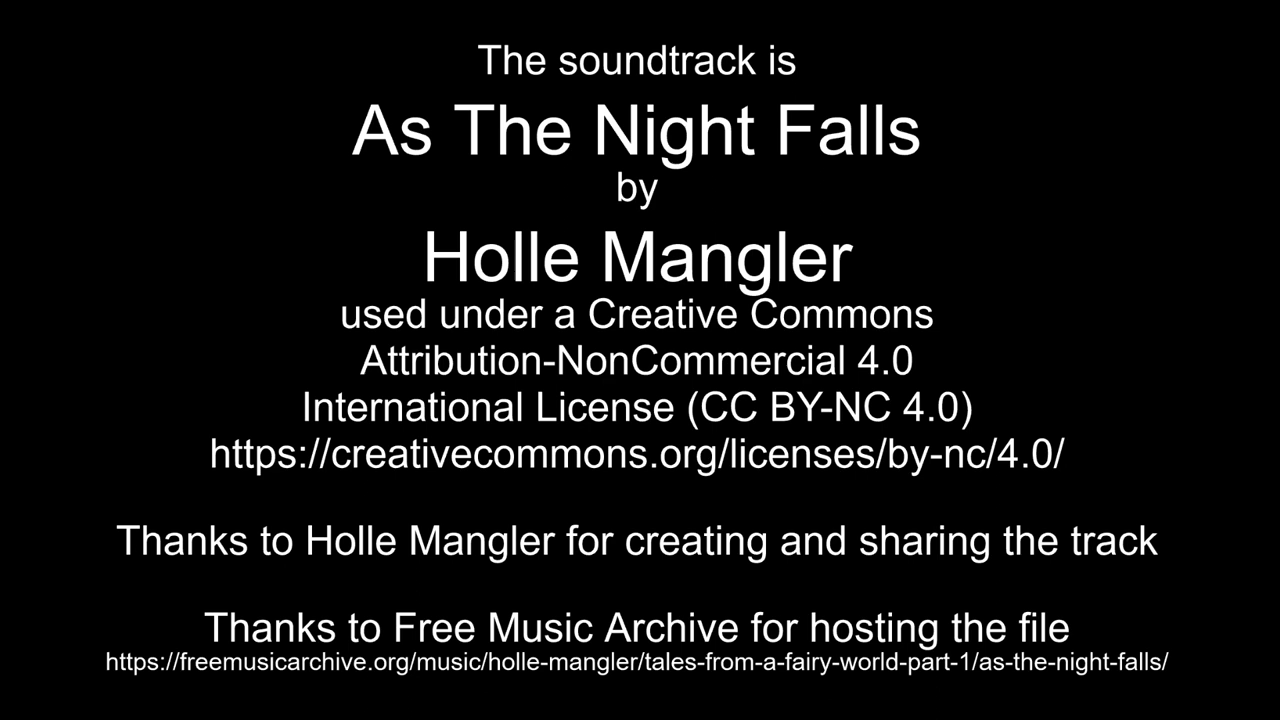 The soundtrack is
As The Night Falls
by
Holle Mangler
used under a Creative Commons
Attribution-NonCommercial 4.0
International License (CC BY-NC 4.0)
https://creativecommons.org/licenses/by-nc/4.0/
Thanks to Holle Mangler for creating and sharing the track
Thanks to Free Music Archive for hosting the file
https://freemusicarchive.org/music/holle-mangler/tales-from-a-fairy-world-part-1/as-the-night-falls/